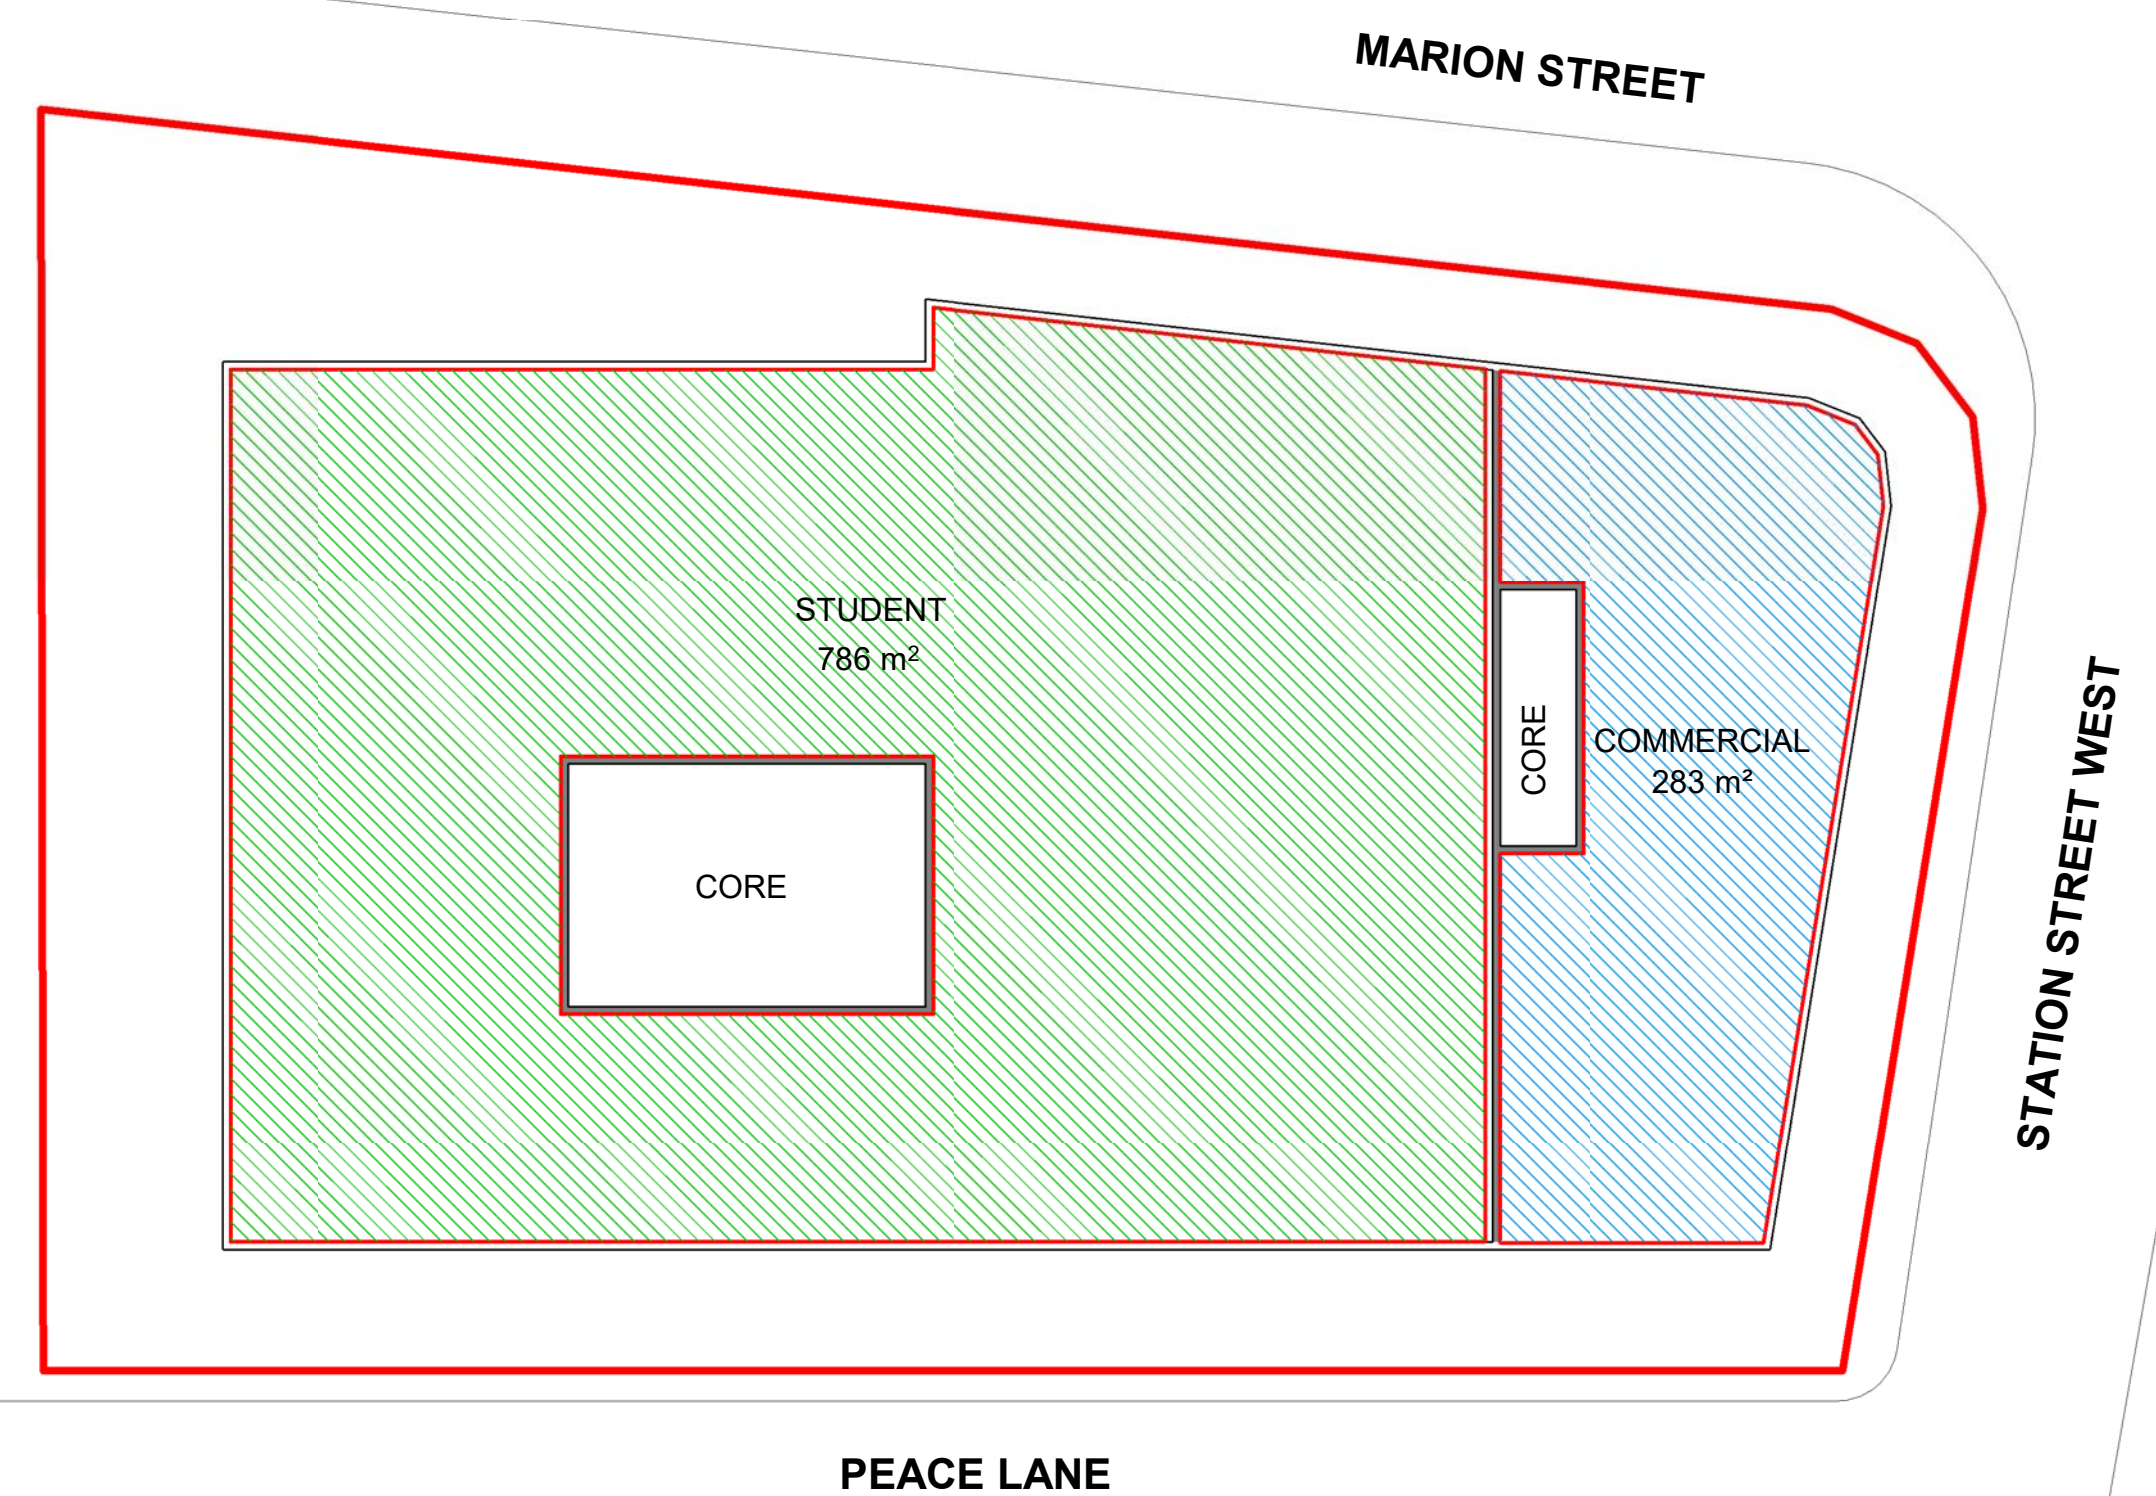 MARION STREET
STUDENT
786 m²
CORE
CORE
COMMERCIAL
283 m²
STATION STREET WEST
PEACE LANE